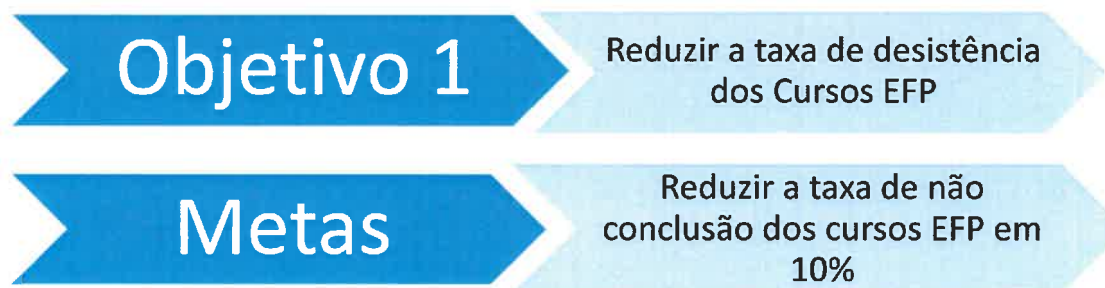 Objetivo 1
Reduzir a taxa de desistência
dos Cursos EFP
Metas
Reduzir a taxa de não
conclusão dos cursos EFP em
10%